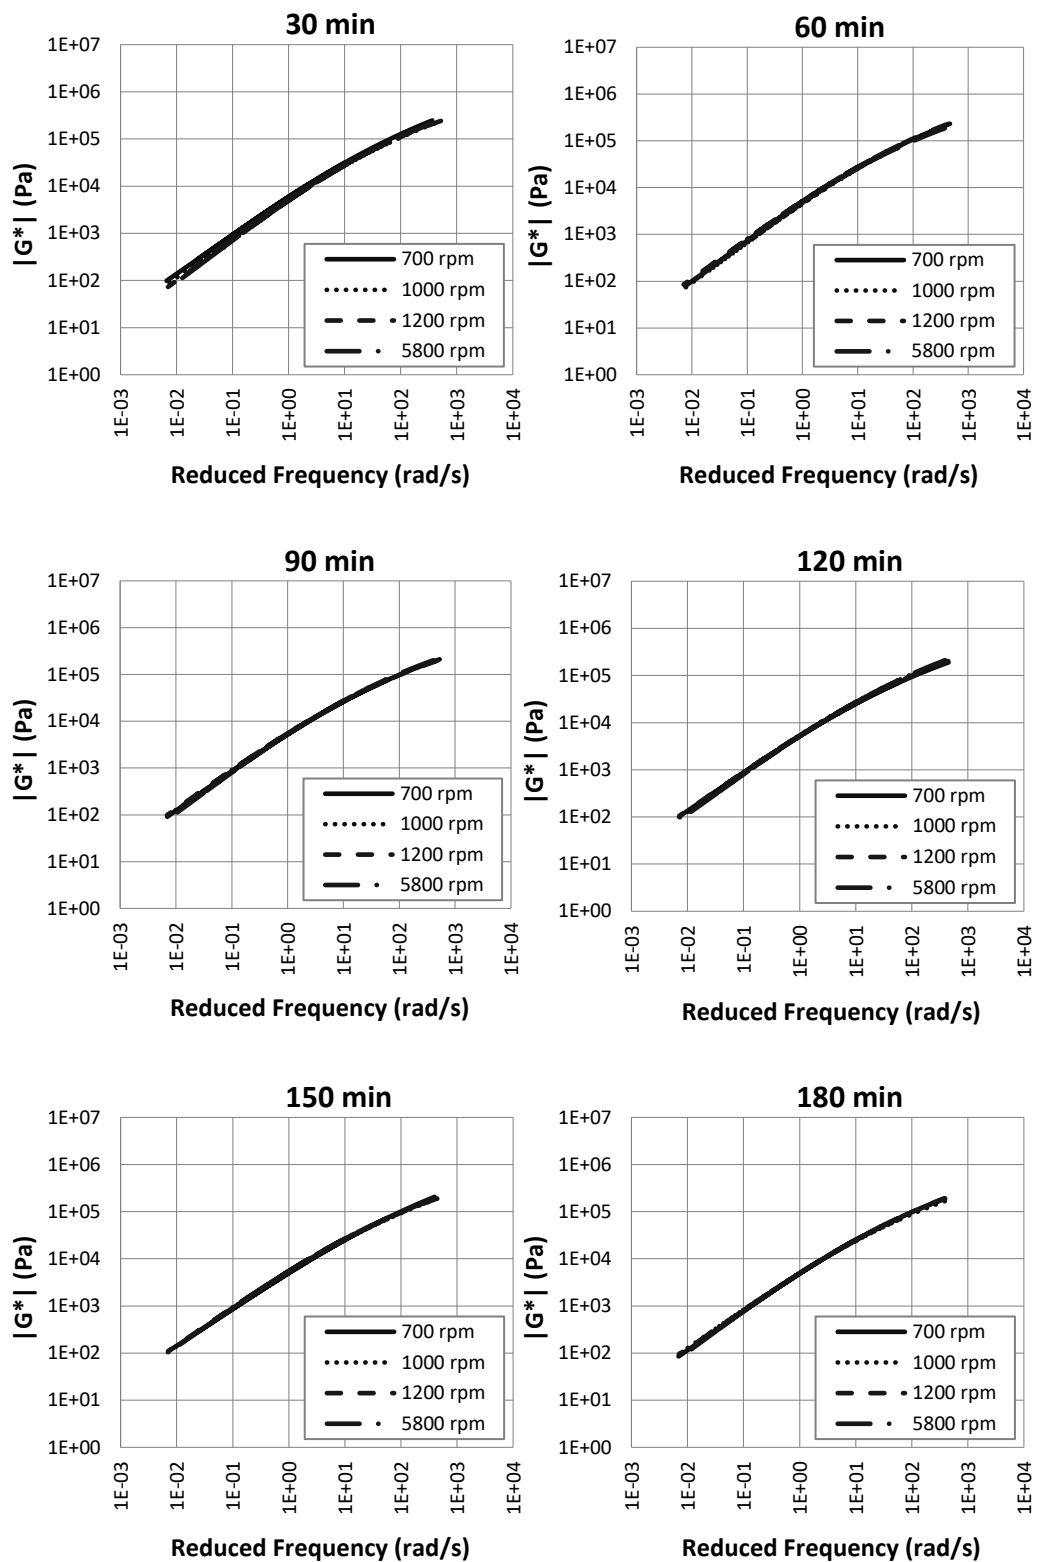 30 min
|G*| (Pa)
1E+07
1E+06
1E+05
1E+04
1E+03
1E+02
1E+01
1E+00
700 rpm
1000 rpm
1200 rpm
5800 rpm
1E-03 1E-02 1E-01 1E+00 1E+01 1E+02 1E+03 1E+04
Reduced Frequency (rad/s)
60 min
|G*| (Pa)
1E+07
1E+06
1E+05
1E+04
1E+03
1E+02
1E+01
1E+00
700 rpm
1000 rpm
1200 rpm
5800 rpm
1E-03 1E-02 1E-01 1E+00 1E+01 1E+02 1E+03 1E+04
Reduced Frequency (rad/s)
90 min
|G*| (Pa)
1E+07
1E+06
1E+05
1E+04
1E+03
1E+02
1E+01
1E+00
700 rpm
1000 rpm
1200 rpm
5800 rpm
1E-03 1E-02 1E-01 1E+00 1E+01 1E+02 1E+03 1E+04
Reduced Frequency (rad/s)
120 min
|G*| (Pa)
1E+07
1E+06
1E+05
1E+04
1E+03
1E+02
1E+01
1E+00
700 rpm
1000 rpm
1200 rpm
5800 rpm
1E-03 1E-02 1E-01 1E+00 1E+01 1E+02 1E+03 1E+04
Reduced Frequency (rad/s)
150 min
|G*| (Pa)
1E+07
1E+06
1E+05
1E+04
1E+03
1E+02
1E+01
1E+00
700 rpm
1000 rpm
1200 rpm
5800 rpm
1E-03 1E-02 1E-01 1E+00 1E+01 1E+02 1E+03 1E+04
Reduced Frequency (rad/s)
180 min
|G*| (Pa)
1E+07
1E+06
1E+05
1E+04
1E+03
1E+02
1E+01
1E+00
700 rpm
1000 rpm
1200 rpm
5800 rpm
1E-03 1E-02 1E-01 1E+00 1E+01 1E+02 1E+03 1E+04
Reduced Frequency (rad/s)